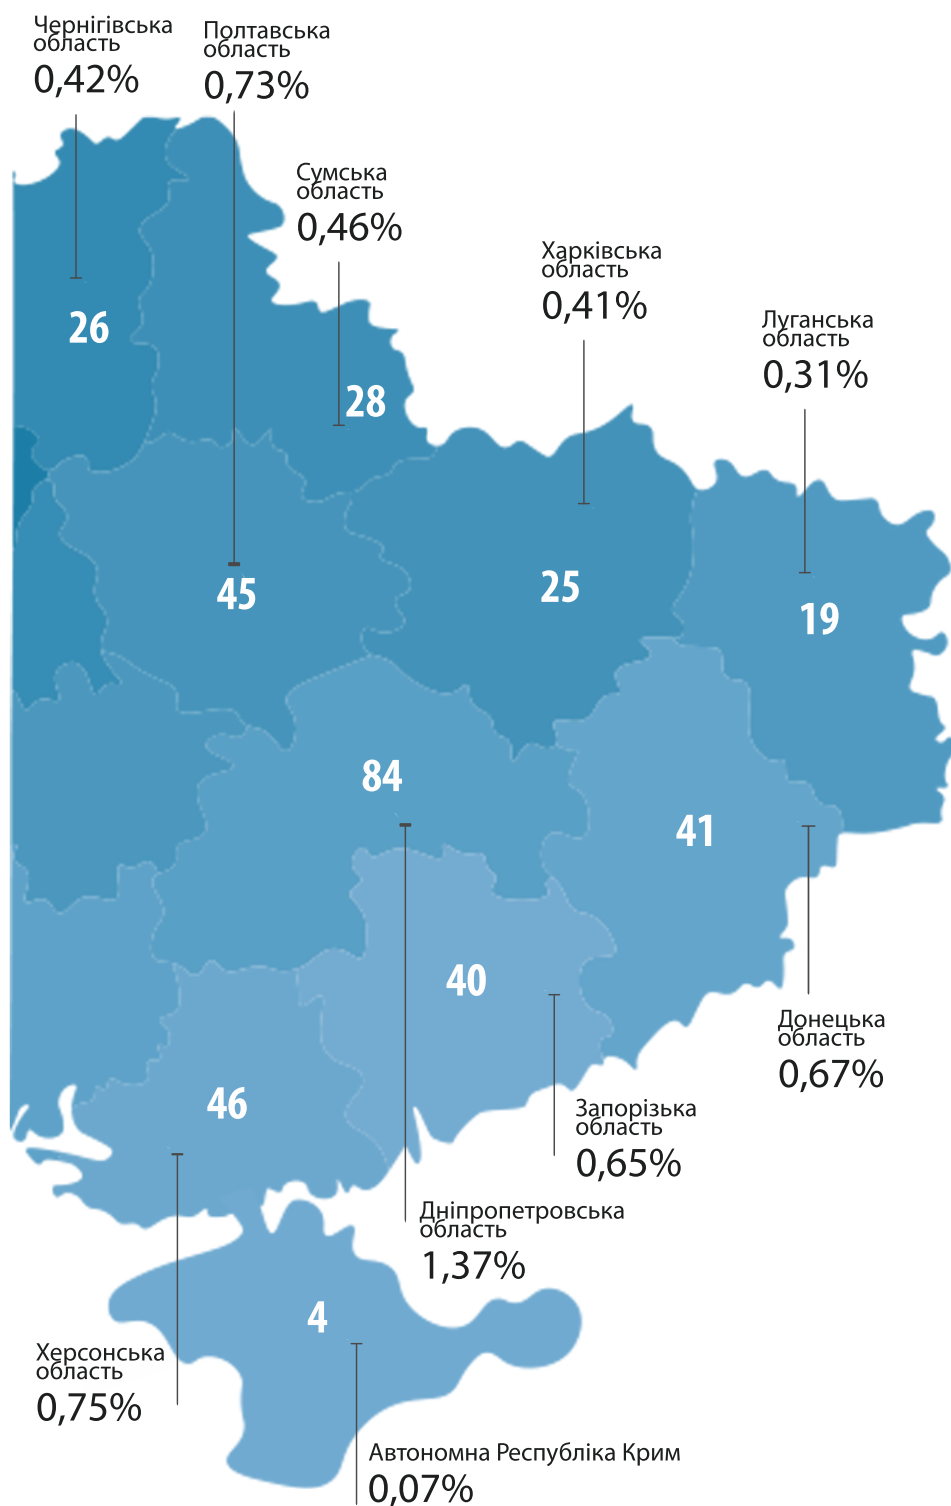 Чернігівська
область
0,42%
Полтавська
область
0,73%
Сумська
область
0,46%
Харківська
область
0,41%
Луганська
область
0,31%
26
28
45
25
19
84
41
40
46
4
Донецька
область
0,67%
Запорізька
область
0,65%
Дніпропетровська
область
1,37%
Херсонська
область
0,75%
Автономна Республіка Крим
0,07%